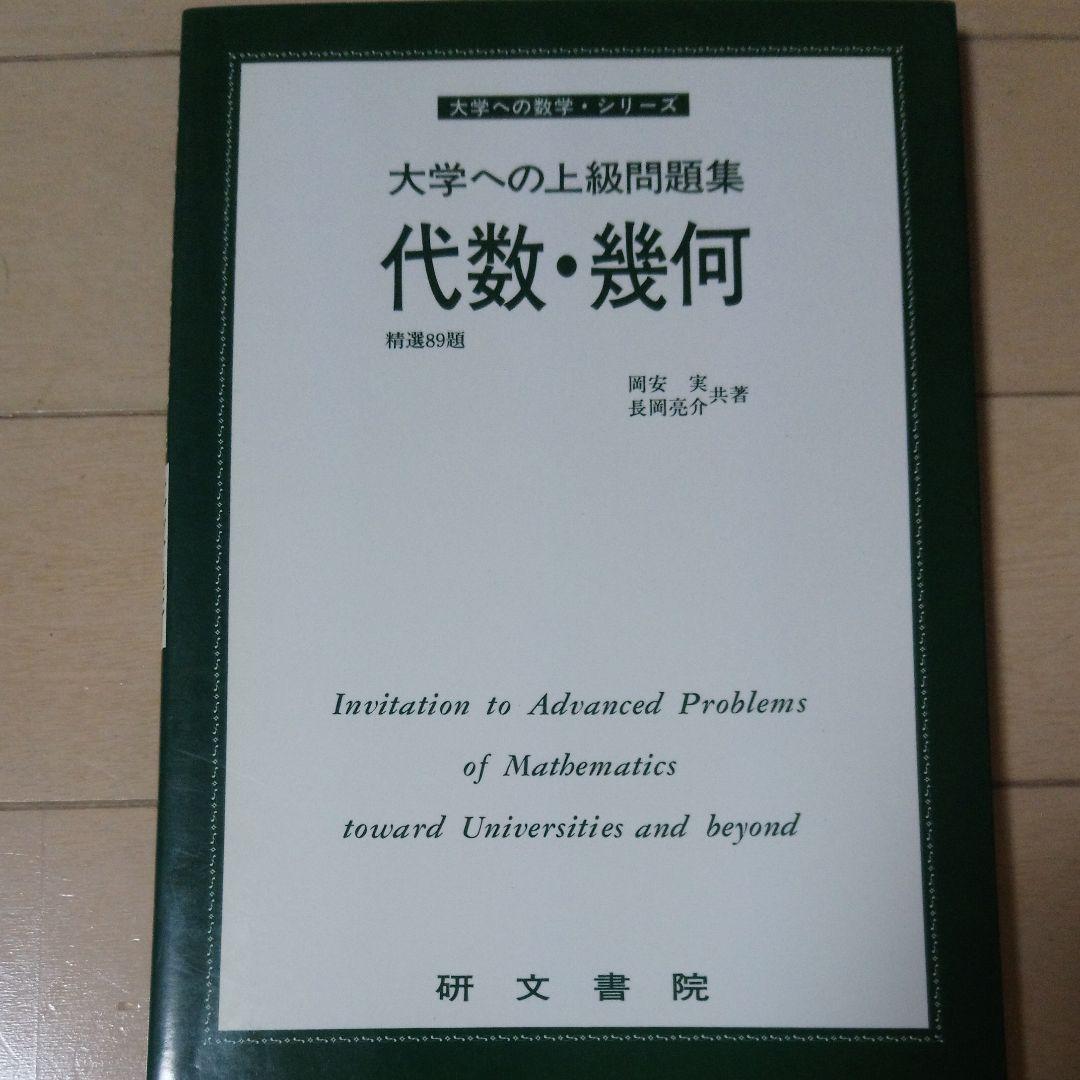 大学への数学・シリーズ
大学への上級問題集
代数・幾何
精選89題
岡安 実
長岡亮介 共著
Invitation to Advanced Problems
of Mathematics
toward Universities and beyond
研文書院